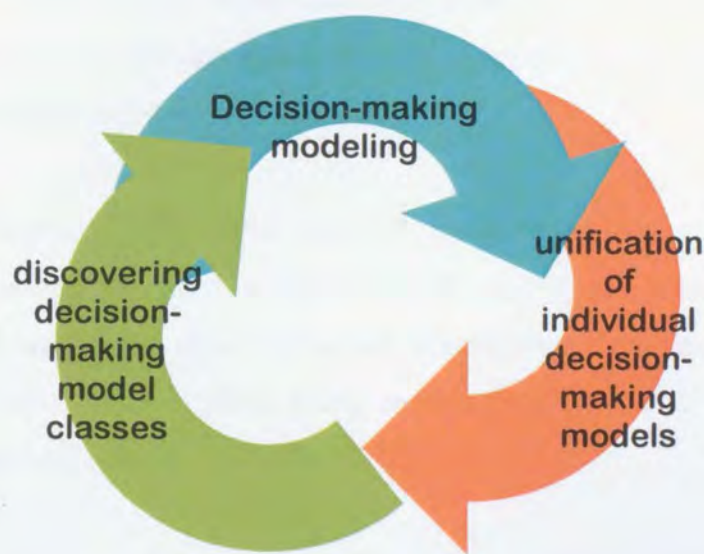 Decision-making
modeling
unification
of
individual
decision-
making
models
discovering
decision-
making
model
classes